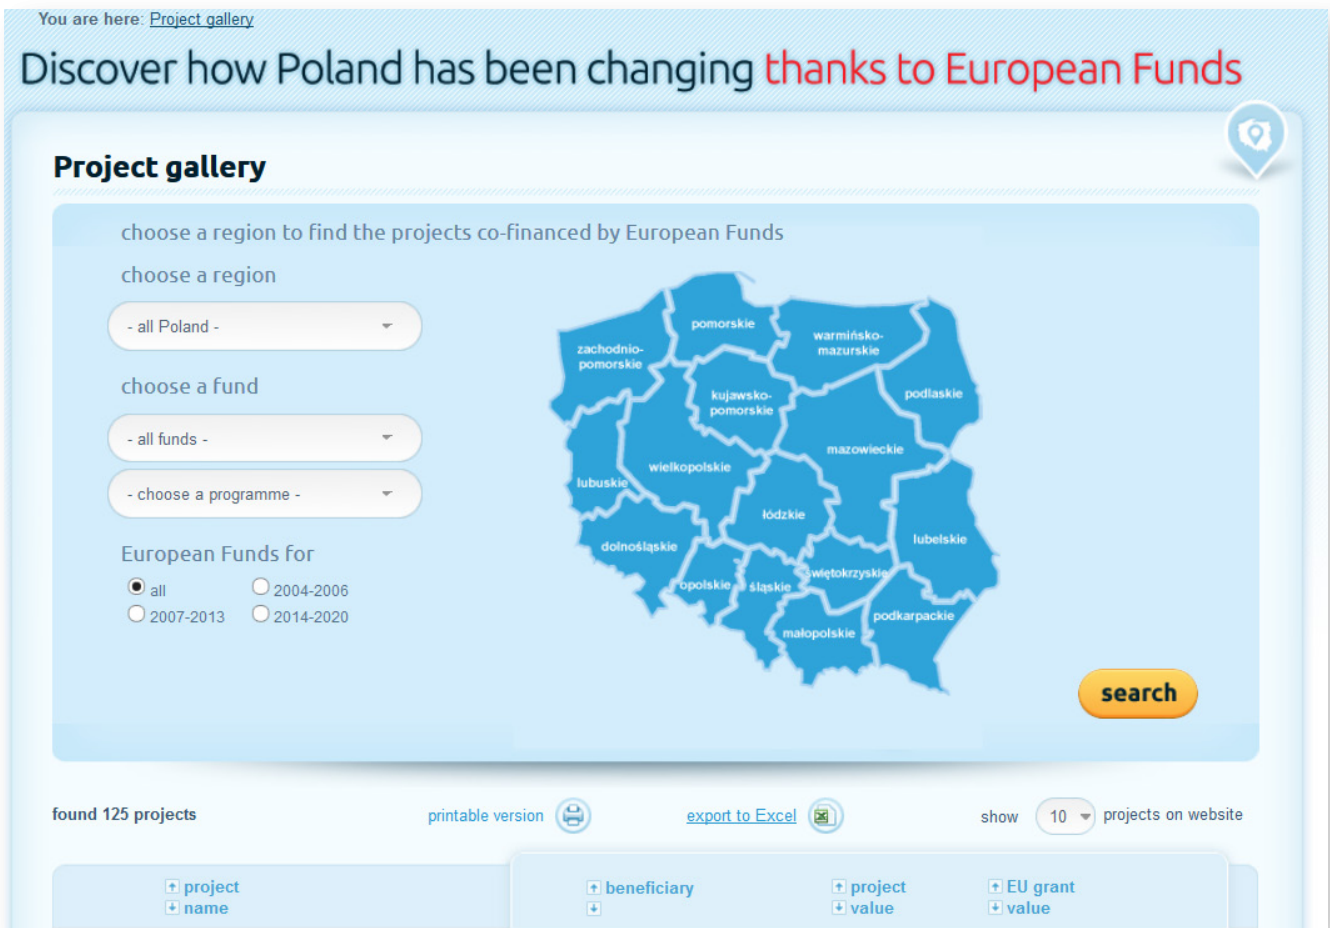 You are here: Project gallery
Discover how Poland has been changing thanks to European Funds
Project gallery
choose a region to find the projects co-financed by European Funds
choose a region
- all Poland -
choose a fund
- all funds -
- choose a programme -
European Funds for
all 2004-2006
2007-2013 2014-2020
pomorskie
warmińsko-
mazurskie
zachodnio-
pomorskie
kujawsko-
pomorskie
podlaskie
mazowieckie
wielkopolskie
lubuskie
łódzkie
dolnośląskie
lubelskie
opolskie
śląskie
świętokrzyskie
podkarpackie
małopolskie
search
found 125 projects printable version export to Excel show 10 projects on website
project name
beneficiary
project value
EU grant value